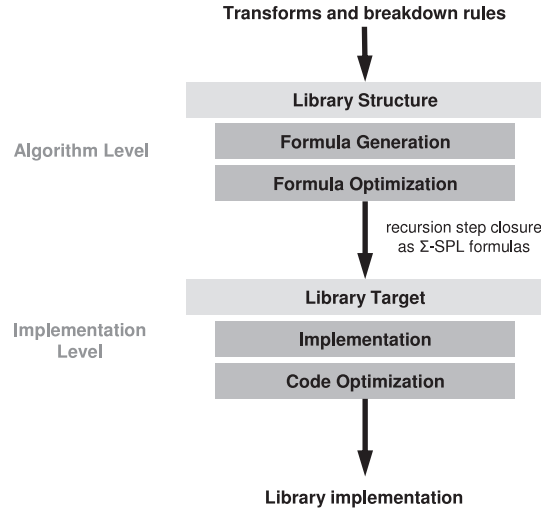 Transforms and breakdown rules
Library Structure
Algorithm Level
Formula Generation
Formula Optimization
recursion step closure
as Σ-SPL formulas
Library Target
Implementation
Level
Implementation
Code Optimization
Library implementation